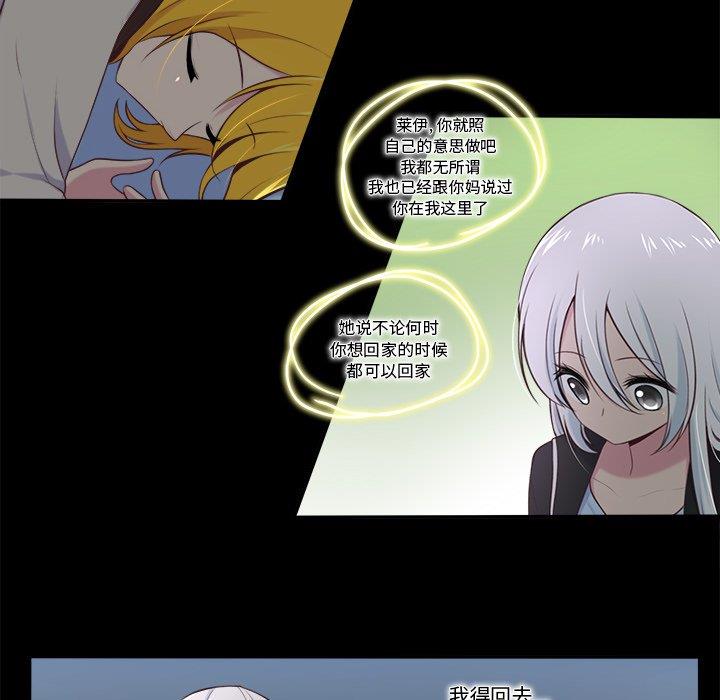 莱伊，你就照
自己的意思做吧
我都无所谓
我也已经跟你妈说过
你在我这里了
她说不论何时
你想回家的时候
都可以回家
我得回去